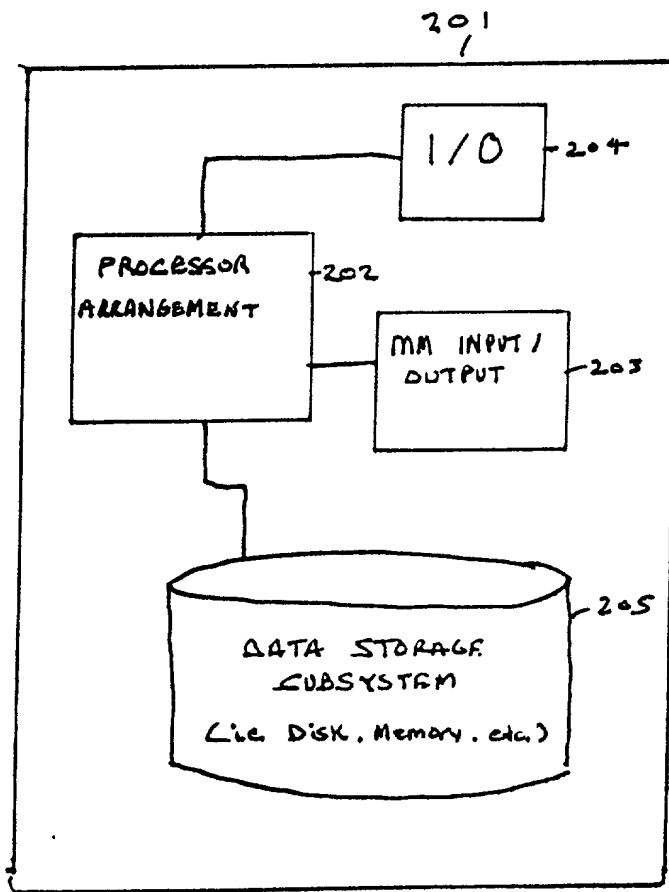 201
I/O
204
PROCESSOR
ARRANGEMENT
202
MM INPUT/
OUTPUT
203
DATA STORAGE
SUBSYSTEM
(i.e. Disk, Memory, etc.)
205